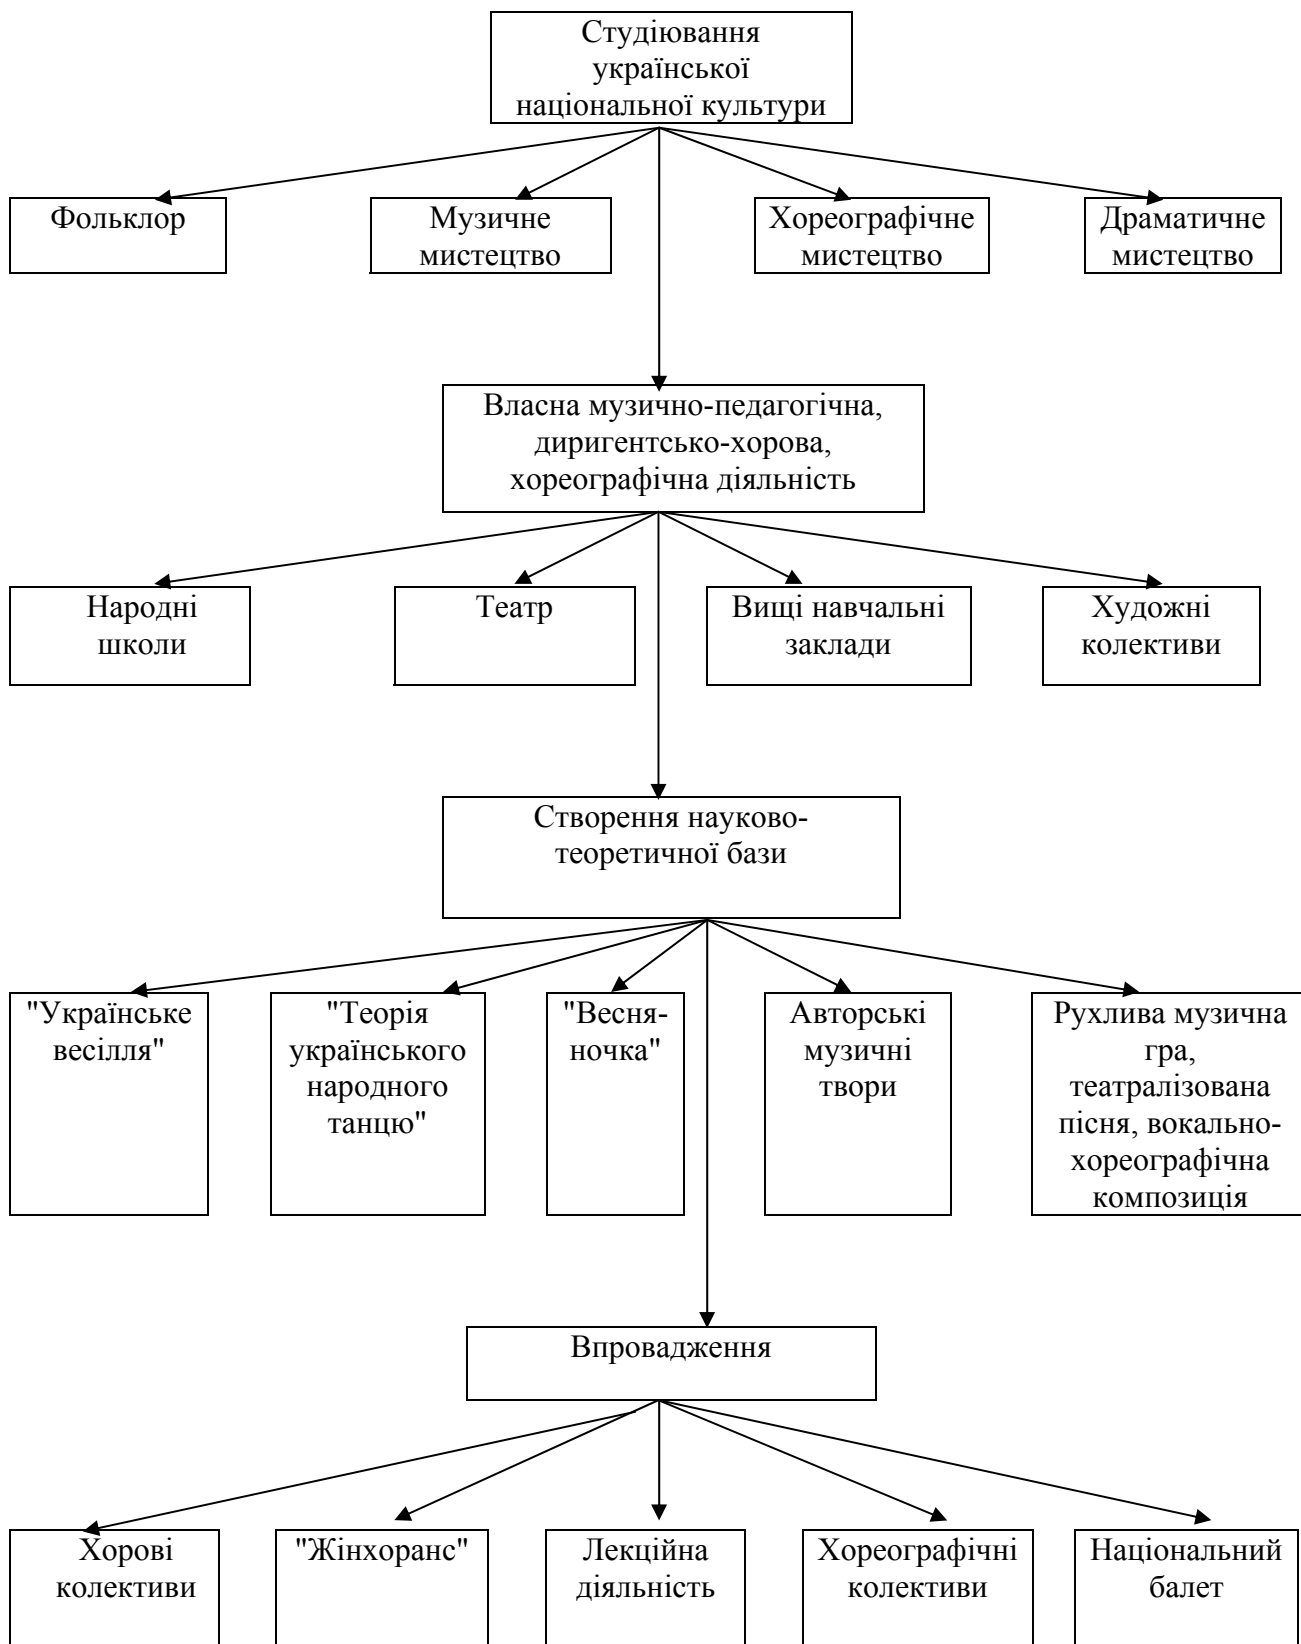 Студіювання
української
національної культури
Фольклор
Музичне
мистецтво
Хореографічне
мистецтво
Драматичне
мистецтво
Власна музично-педагогічна,
диригентсько-хорова,
хореографічна діяльність
Народні
школи
Театр
Вищі навчальні
заклади
Художні
колективи
Створення науково-
теоретичної бази
"Українське
весілля"
"Теорія
українського
народного
танцю"
"Весня-
ночка"
Авторські
музичні
твори
Рухлива музична
гра,
театралізована
пісня, вокально-
хореографічна
композиція
Впровадження
Хорові
колективи
"Жінхоранс"
Лекційна
діяльність
Хореографічні
колективи
Національний
балет